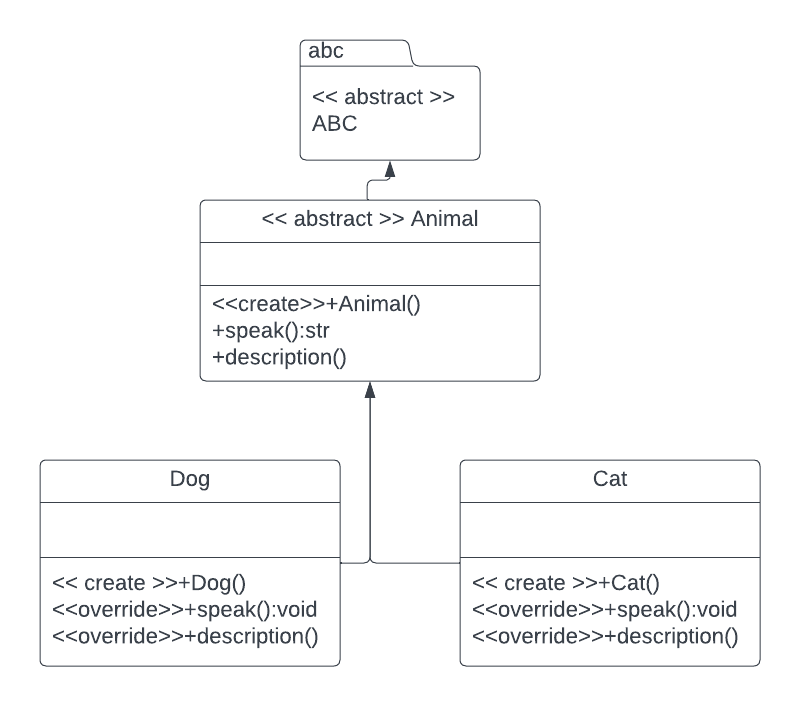 abc
<< abstract >>
ABC
<< abstract >> Animal
<<create>>+Animal()
+speak():str
+description()
Dog
<< create >>+Dog()
<<override>>+speak():void
<<override>>+description()
Cat
<< create >>+Cat()
<<override>>+speak():void
<<override>>+description()